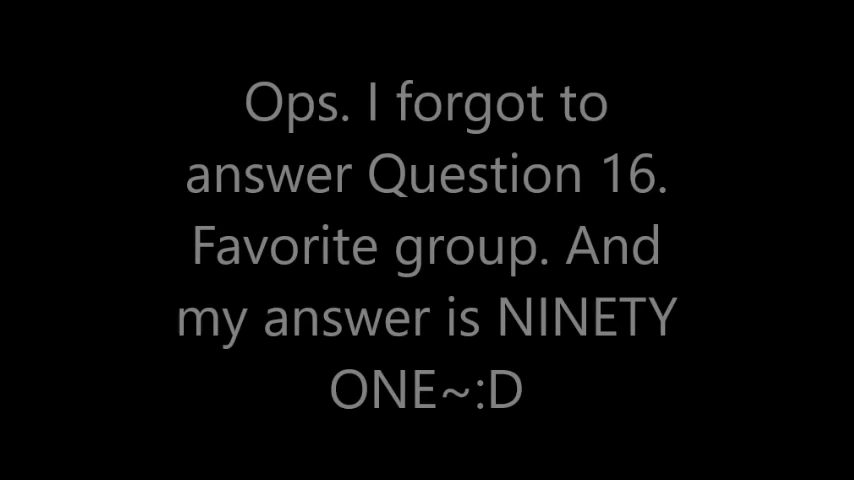 Ops. I forgot to
answer Question 16.
Favorite group. And
my answer is NINETY
ONE~:D